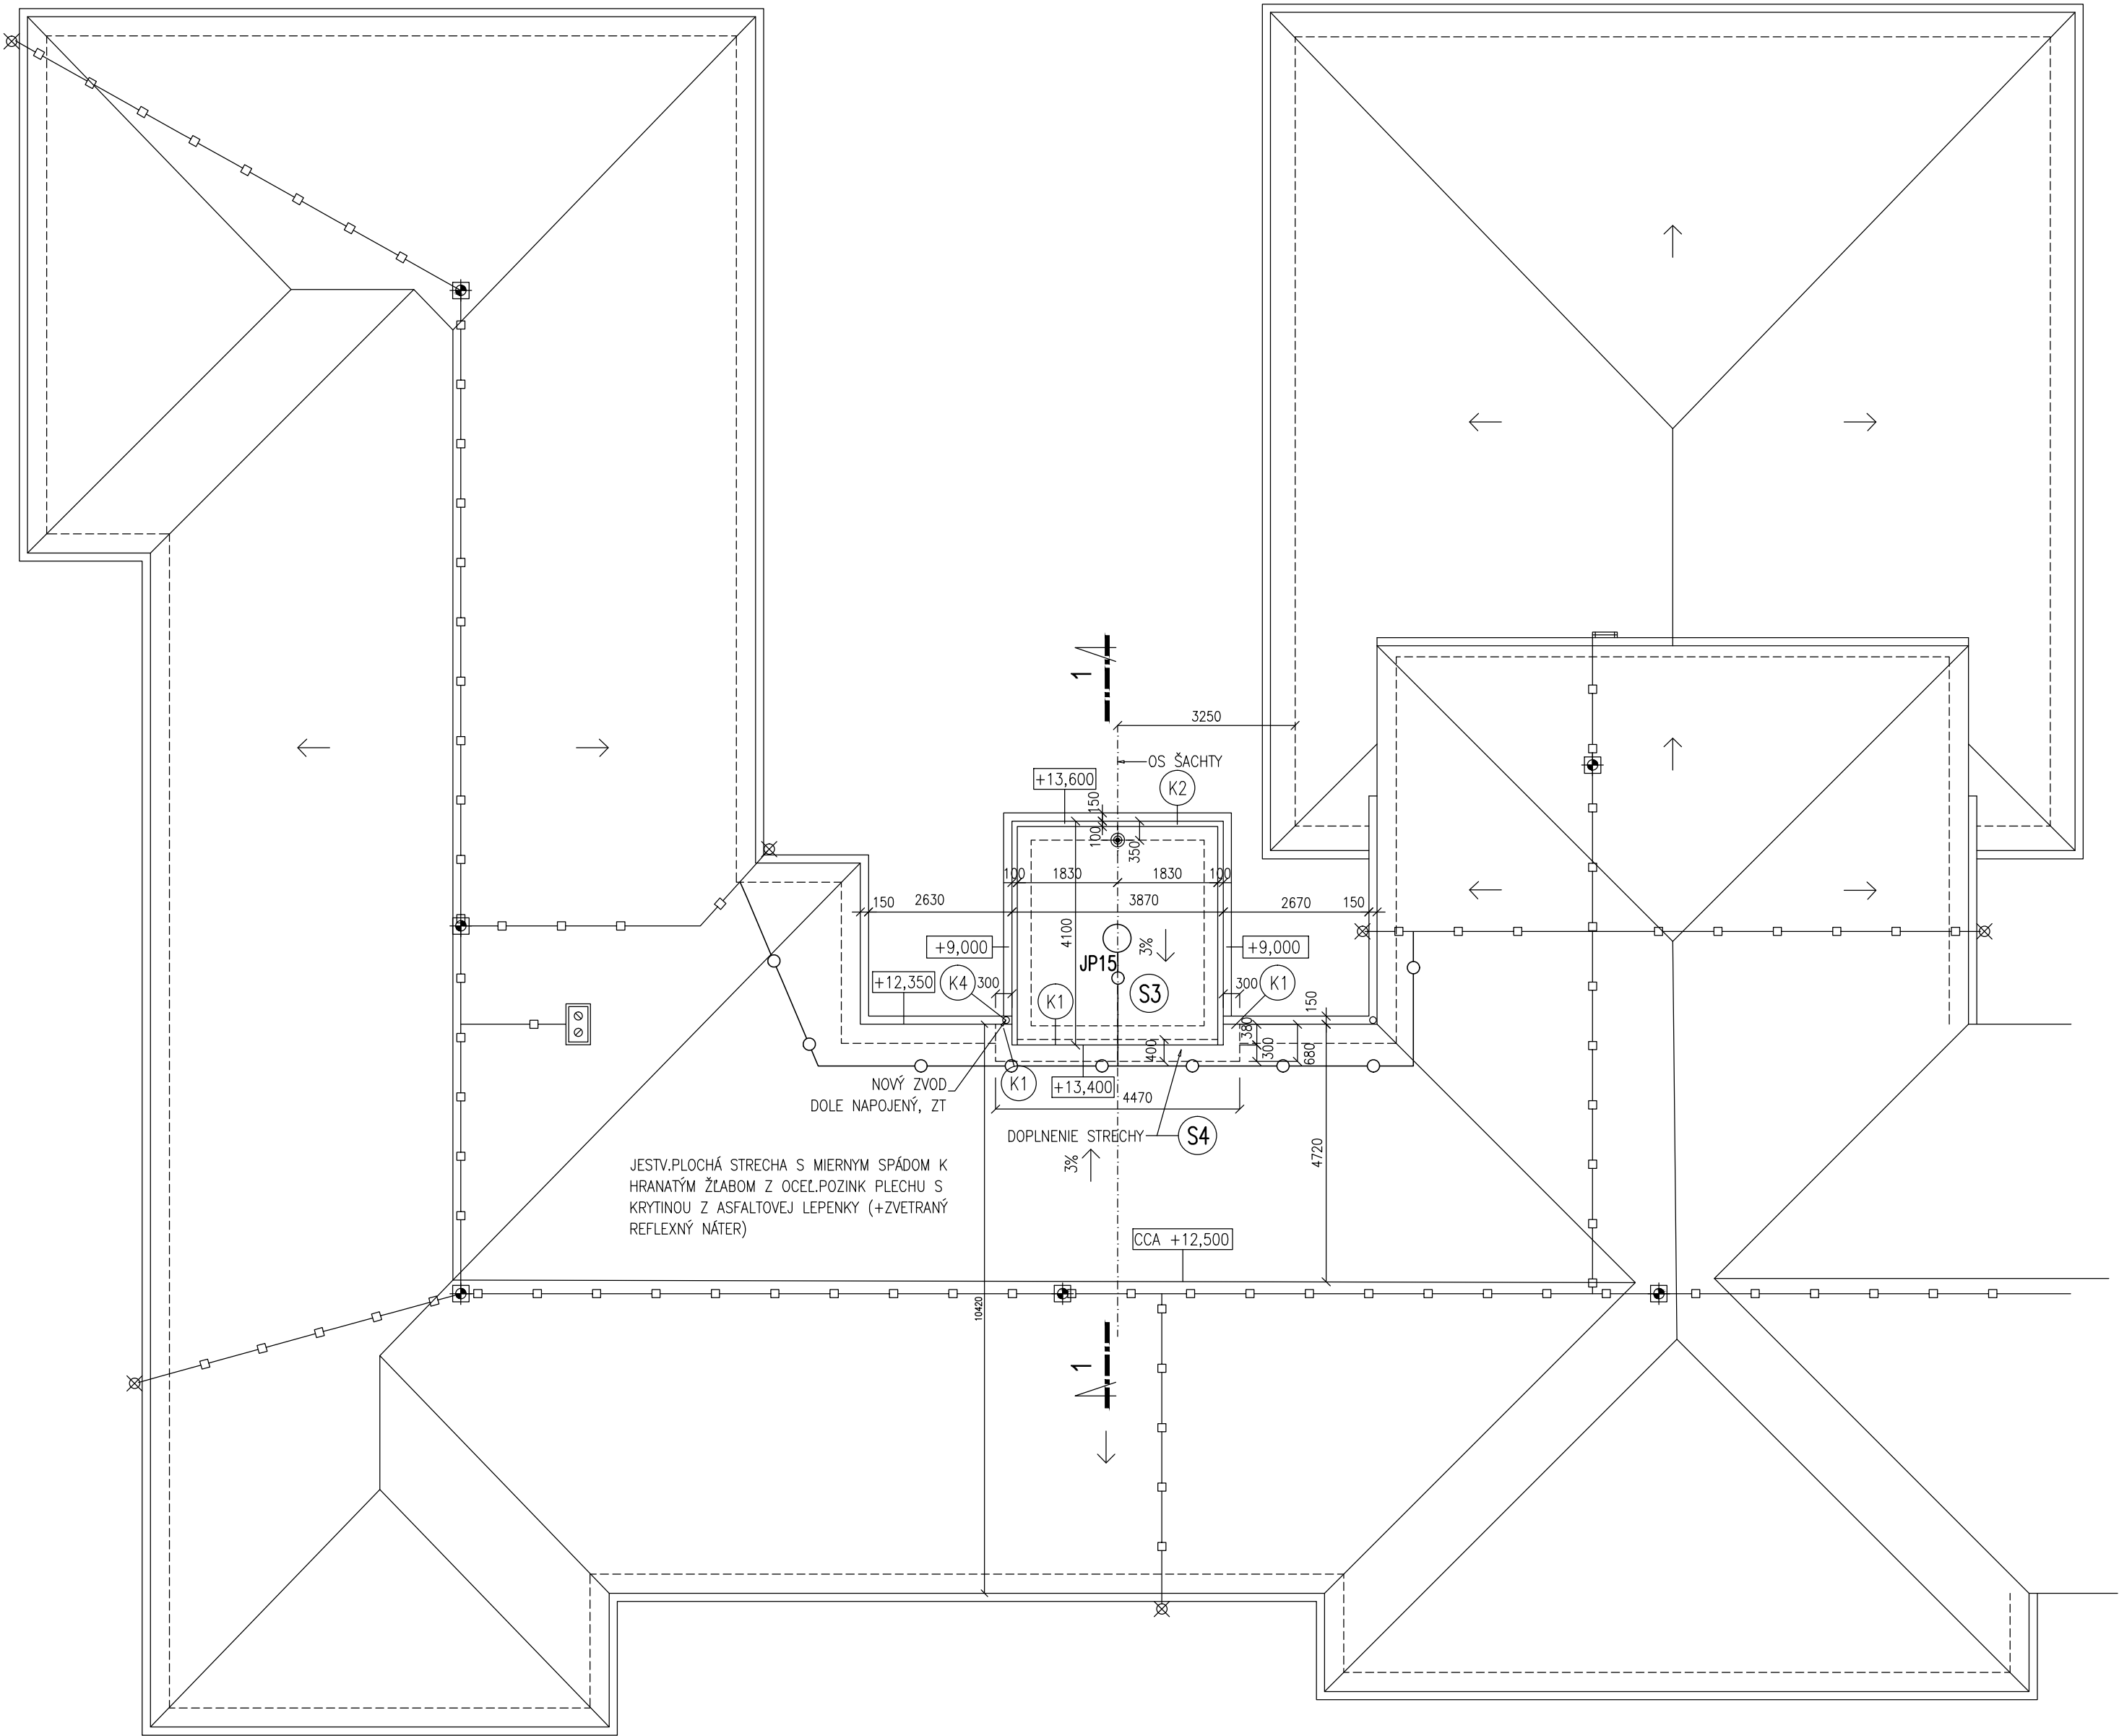 1
3250
OS ŠACHTY
+13,600
K2
150
100
350
100
1830
1830
100
150
2630
3870
2670
150
4100
+9,000
3%
+9,000
JP15
+12,350
K4
300
S3
300
K1
K1
150
380
300
680
400
NOVÝ ZVOD
DOLE NAPOJENÝ, ZT
K1
+13,400
4470
DOPLNENIE STRECHY
S4
3%
4720
JESTV.PLOCHÁ STRECHA S MIERNYM SPÁDOM K
HRANATÝM ŽĽABOM Z OCEĽ.POZINK PLECHU S
KRYTINOU Z ASFALTOVEJ LEPENKY (+ZVETRANÝ
REFLEXNÝ NÁTER)
CCA +12,500
10420
1